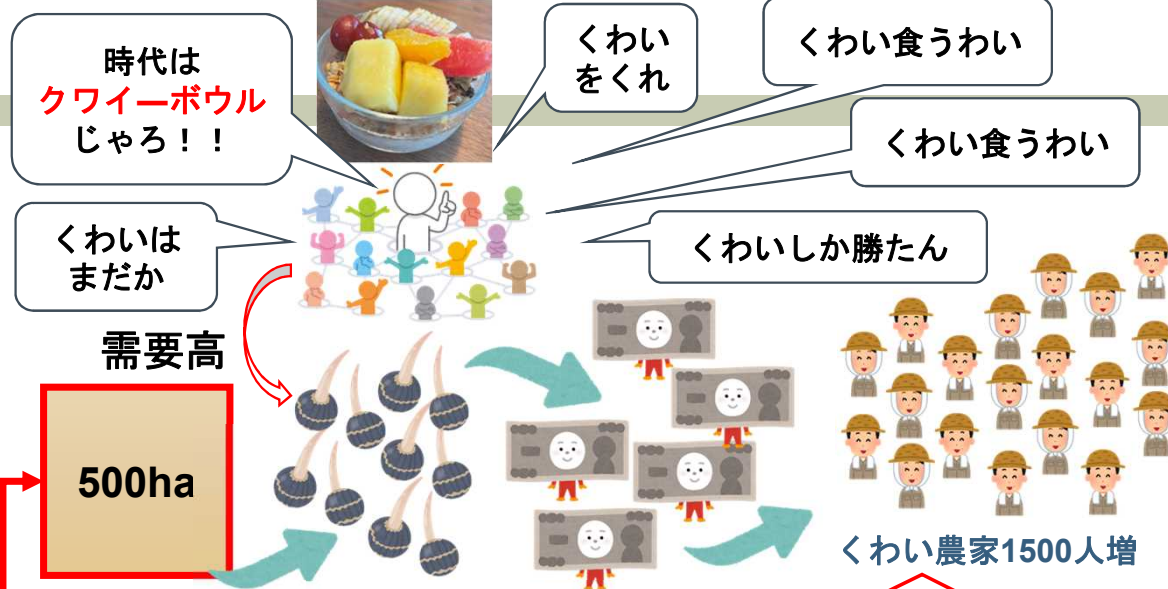 時代は
クワイーボウル
じゃろ！！
くわい
をくれ
くわい食うわい
くわい食うわい
くわいは
まだか
くわいしか勝たん
需要高
500ha
くわい農家1500人増